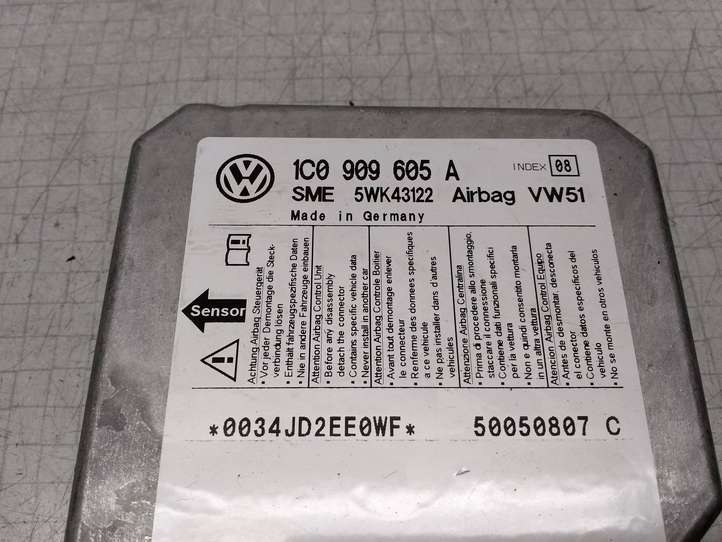 1C0 909 605 A
INDEX 08
SME 5WK43122 Airbag VW51
Made in Germany
Sensor
Achtung Airbag Steuergerät
• Vor jeder Demontage die Steck-
verbindung lösen
• Enthält fahrzeugspezifische Daten
• Nie in andere Fahrzeuge einbauen
Attention Airbag Control Unit
• Before any disassembly
detach the connector
• Contains specific vehicle data
• Never install in another car
Attention Airbag Controle Boitier
• Avant tout demontage enlever
le connecteur
• Renferme des donnees specifiques
a ce vehicule
• Ne pas installer dans d'autres
vehicules
Attenzione Airbag Centralina
• Prima di procedere allo smontaggio,
staccare il connessione
• Contiene dati funzionali specifici
per la vettura
• Non e quindi consentito montarla
in un altra vettura
Atencion Airbag Control Equipo
• Antes de desmontar, desconecta
el conector
• Contiene datos especificos del
vehiculo
• No se monte en otros vehiculos
*0034JD2EE0WF*
50050807 C